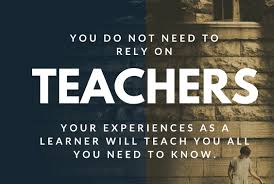 YOU DO NOT NEED TO
RELY ON
TEACHERS
YOUR EXPERIENCES AS A
LEARNER WILL TEACH YOU ALL
YOU NEED TO KNOW.